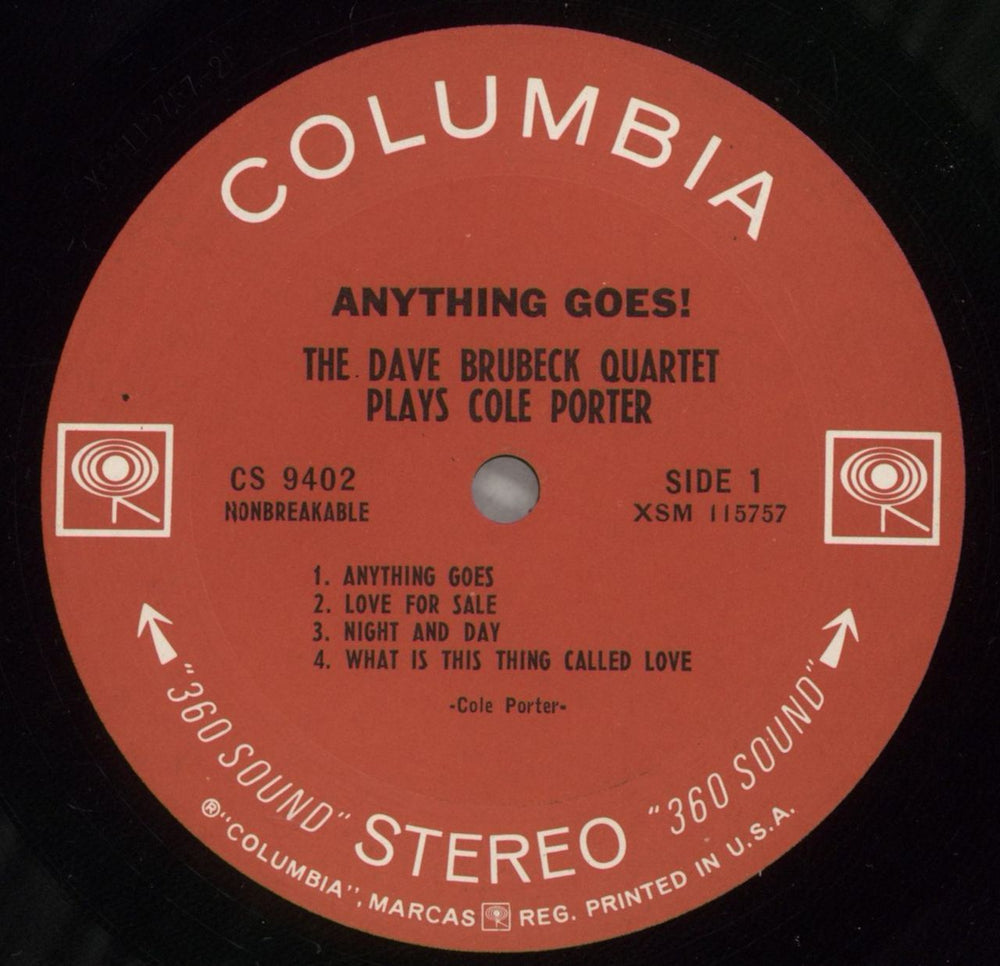 COLUMBIA
ANYTHING GOES!
THE DAVE BRUBECK QUARTET
PLAYS COLE PORTER
CS 9402
NONBREAKABLE
SIDE 1
XSM 115757
1. ANYTHING GOES
2. LOVE FOR SALE
3. NIGHT AND DAY
4. WHAT IS THIS THING CALLED LOVE
-Cole Porter-
"360 SOUND" STEREO "360 SOUND"
®"COLUMBIA", MARCAS REG. PRINTED IN U.S.A.